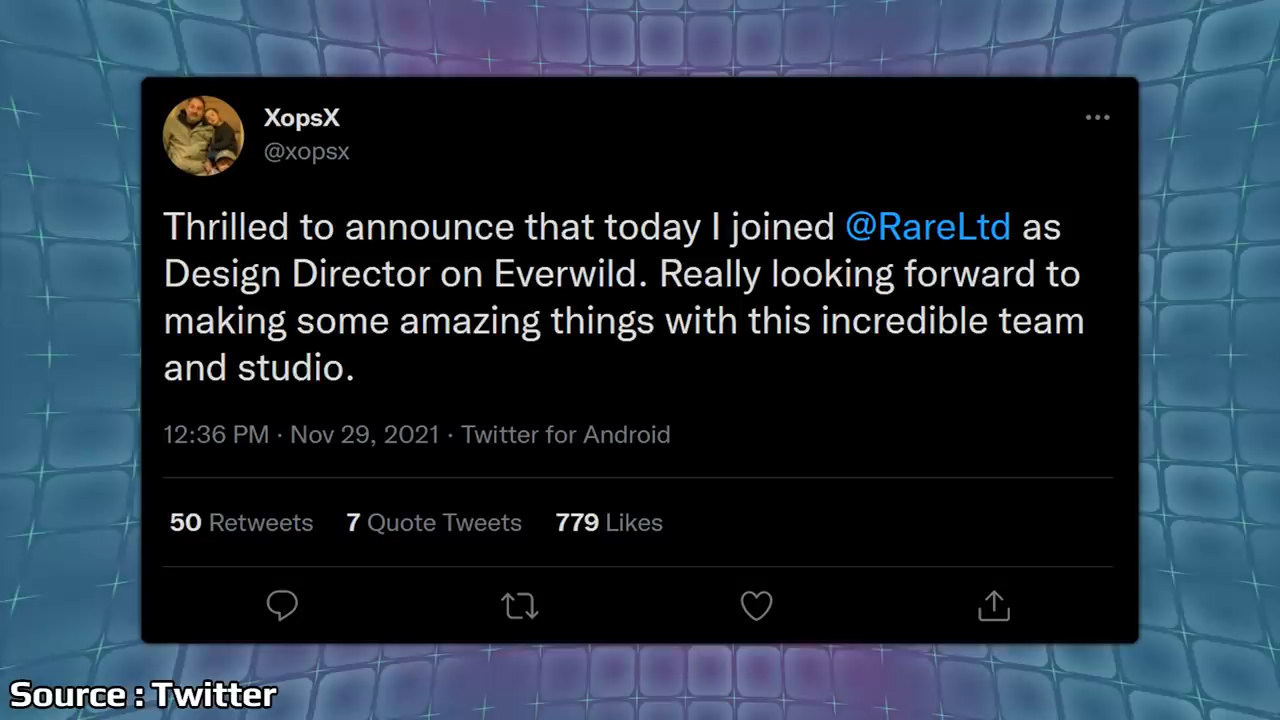 XopsX
@xopsx
Thrilled to announce that today I joined @RareLtd as
Design Director on Everwild. Really looking forward to
making some amazing things with this incredible team
and studio.
12:36 PM · Nov 29, 2021 · Twitter for Android
50 Retweets 7 Quote Tweets 779 Likes
Source : Twitter